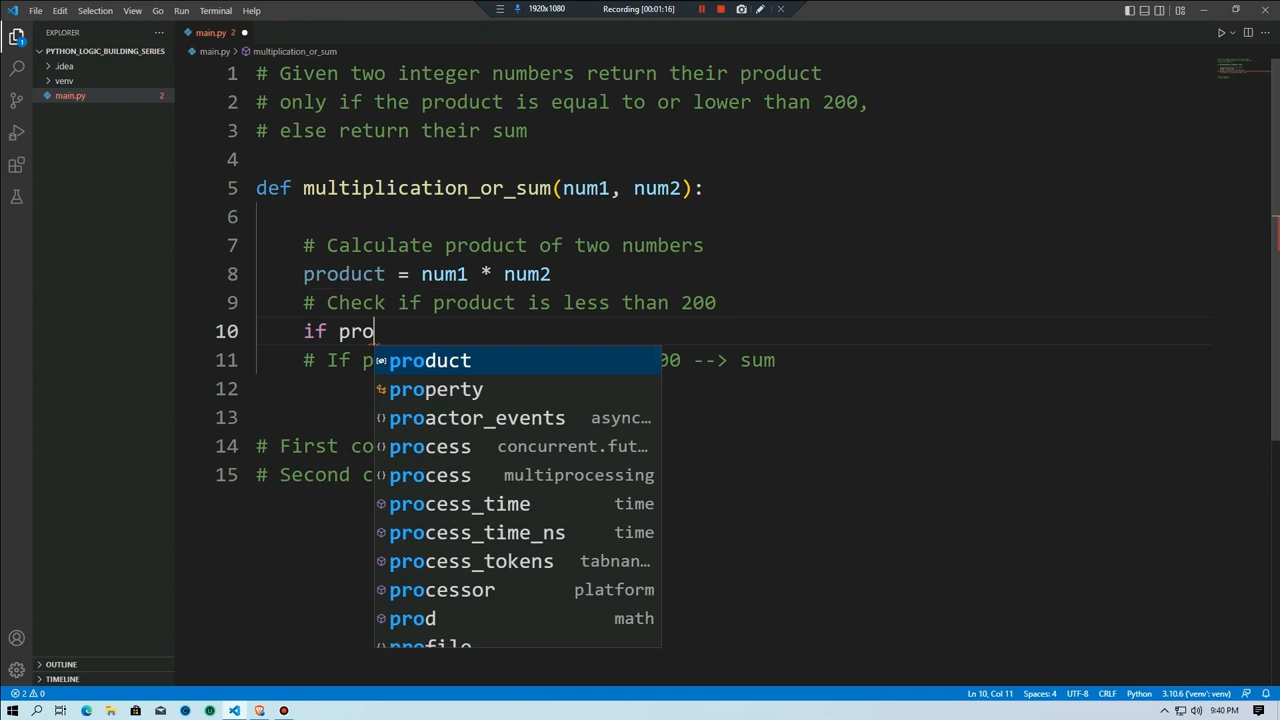 File Edit Selection View Go Run Terminal Help
1920x1080 Recording [00:01:16]
EXPLORER
main.py
PYTHON_LOGIC_BUILDING_SERIES
main.py > multiplication_or_sum
.idea
venv
main.py 2
1 # Given two integer numbers return their product
2 # only if the product is equal to or lower than 200,
3 # else return their sum
4
5 def multiplication_or_sum(num1, num2):
6
7 # Calculate product of two numbers
8 product = num1 * num2
9 # Check if product is less than 200
10 if pro
11 # If p 00 --> sum
12
13
14 # First co
15 # Second c
product
property
proactor_events async…
process concurrent.fut…
process multiprocessing
process_time time
process_time_ns time
process_tokens tabnan…
processor platform
prod math
profile
OUTLINE
TIMELINE
2 0 Ln 10, Col 11 Spaces: 4 UTF-8 CRLF Python 3.10.6 ('venv': venv)
9:40 PM